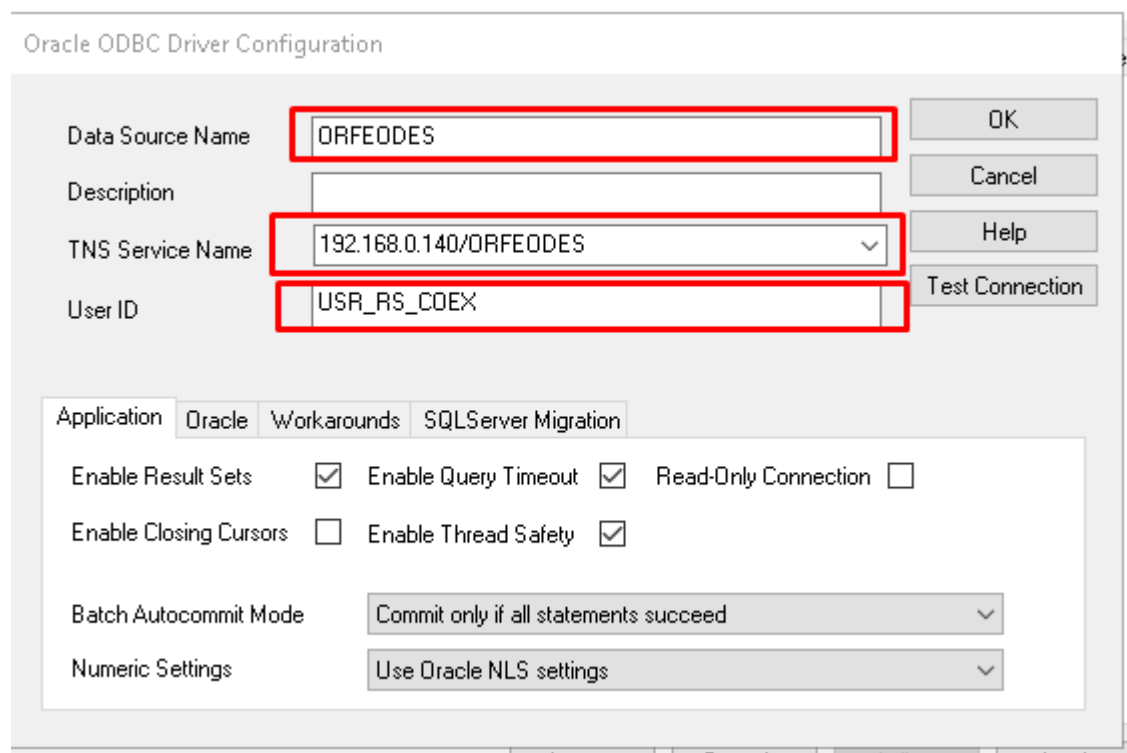 Oracle ODBC Driver Configuration
Data Source Name ORFEODES OK
Description Cancel
TNS Service Name 192.168.0.140/ORFEODES Help
User ID USR_RS_COEX Test Connection
Application Oracle Workarounds SQLServer Migration
Enable Result Sets Enable Query Timeout Read-Only Connection
Enable Closing Cursors Enable Thread Safety
Batch Autocommit Mode Commit only if all statements succeed
Numeric Settings Use Oracle NLS settings